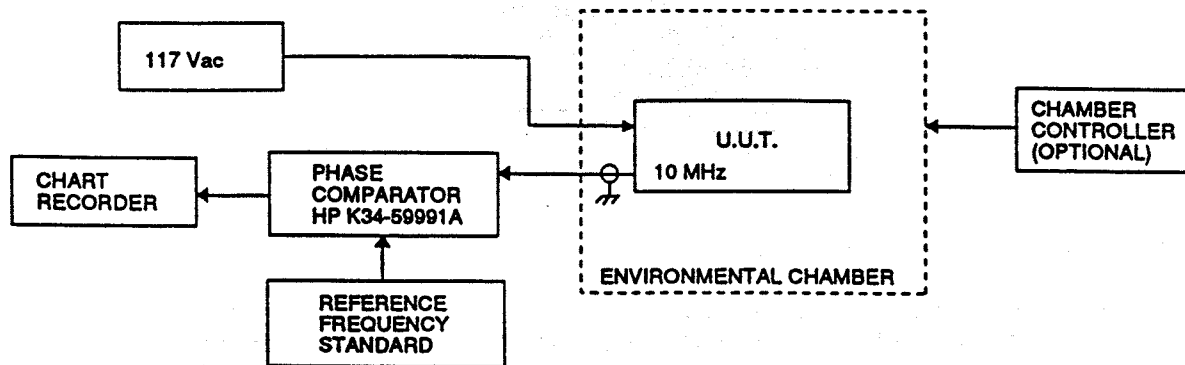 117 Vac
U.U.T.
10 MHz
CHAMBER
CONTROLLER
(OPTIONAL)
CHART
RECORDER
PHASE
COMPARATOR
HP K34-59991A
ENVIRONMENTAL CHAMBER
REFERENCE
FREQUENCY
STANDARD